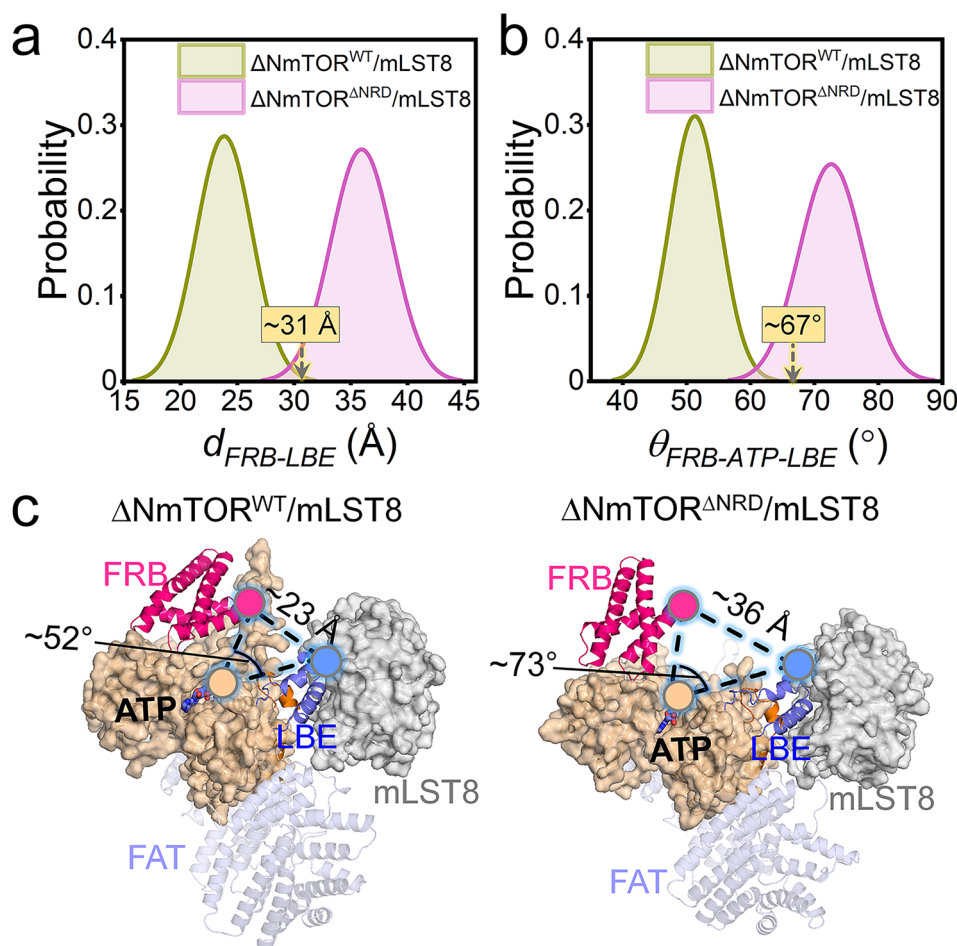 a
0.4
0.3
0.2
0.1
0
Probability
ΔNmTOR^WT/mLST8
ΔNmTOR^ΔNRD/mLST8
~31 Å
15 20 25 30 35 40 45
d_FRB-LBE (Å)
b
0.4
0.3
0.2
0.1
0
Probability
ΔNmTOR^WT/mLST8
ΔNmTOR^ΔNRD/mLST8
~67°
40 50 60 70 80 90
θ_FRB-ATP-LBE (°)
c
ΔNmTOR^WT/mLST8
FRB
~23 Å
~52°
ATP
LBE
mLST8
FAT
ΔNmTOR^ΔNRD/mLST8
FRB
~36 Å
~73°
ATP
LBE
mLST8
FAT